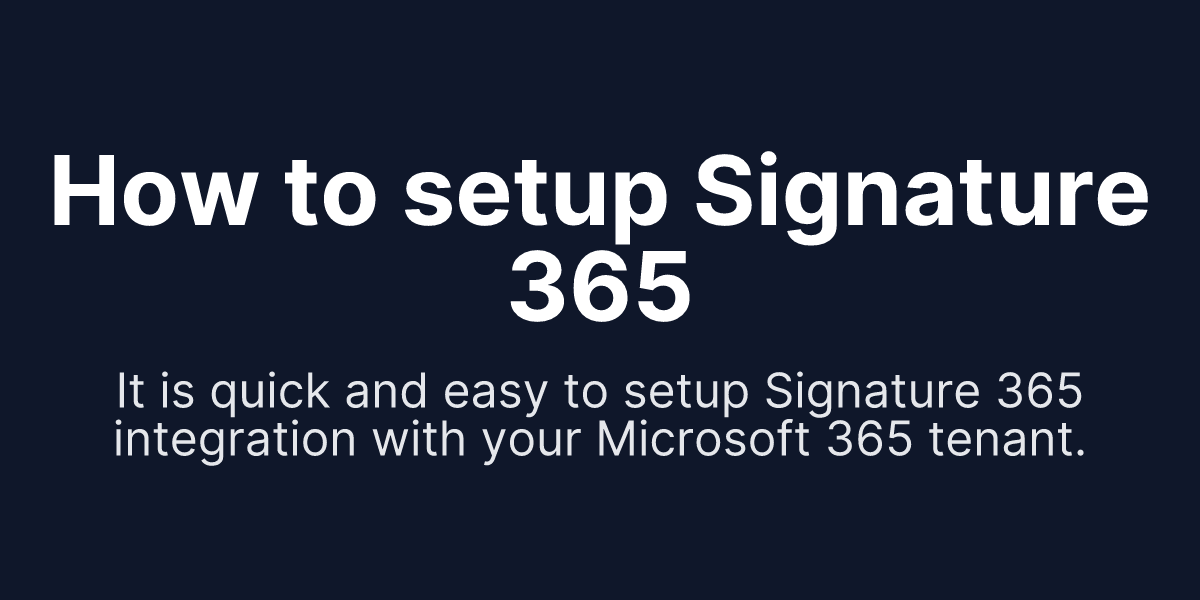 How to setup Signature
365
It is quick and easy to setup Signature 365
integration with your Microsoft 365 tenant.